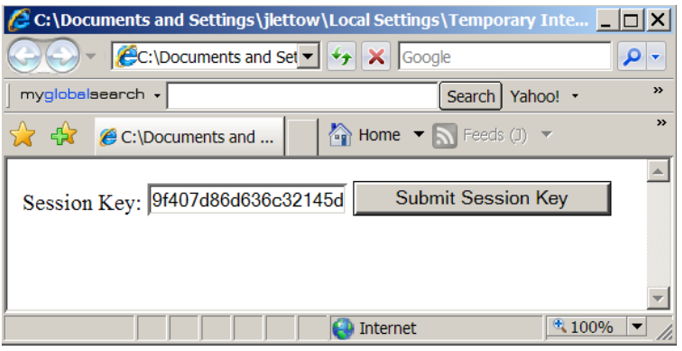 C:\Documents and Settings\jlettow\Local Settings\Temporary Inte...
C:\Documents and Set
Google
myglobalsearch
Search
Yahoo!
»
C:\Documents and ...
Home
Feeds (J)
»
Session Key: 9f407d86d636c32145d Submit Session Key
Internet
100%